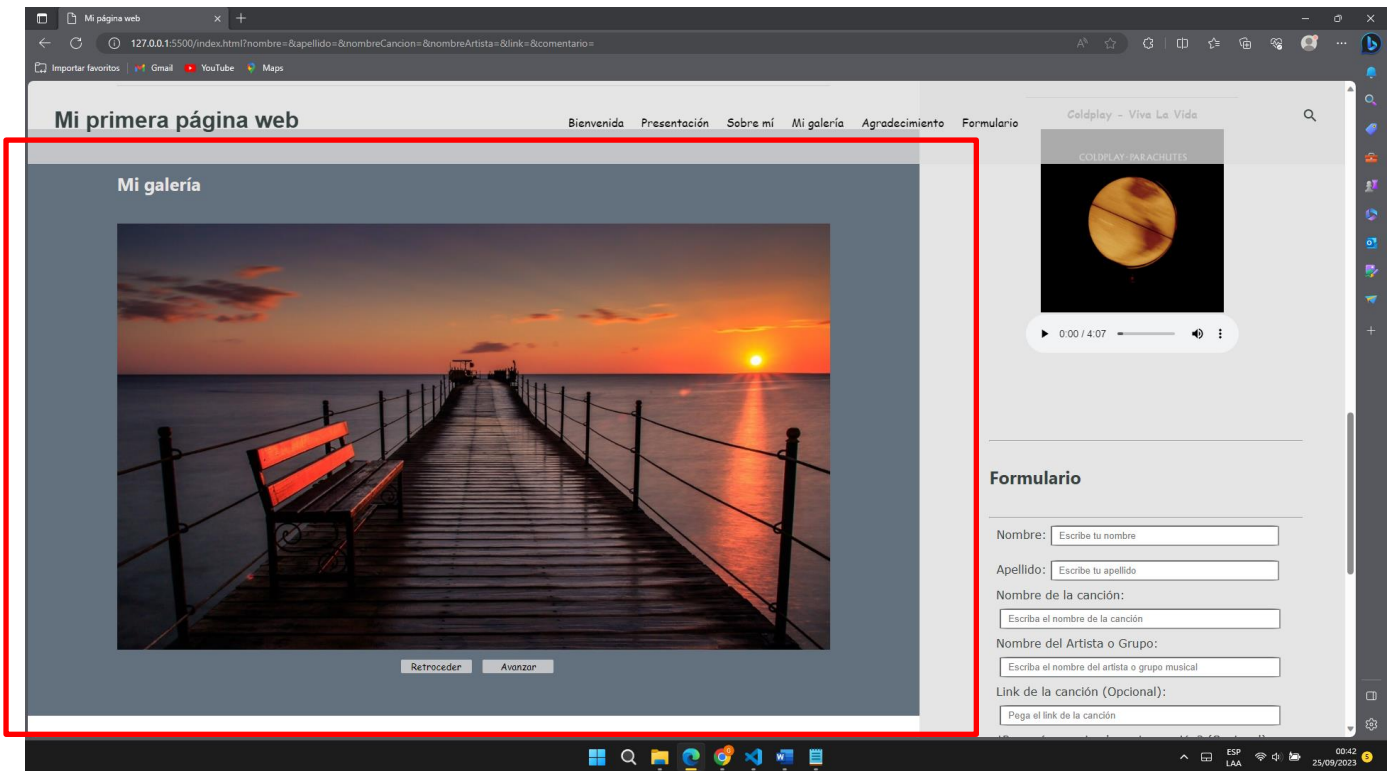 Mi página web
127.0.0.1:5500/index.html?nombre=&kapellido=&nombreCancion=&nombreArtista=&link=&comentario=
Importar favoritos
Gmail
YouTube
Maps
Mi primera página web
Bienvenida Presentación Sobre mí Mi galería Agradecimiento Formulario
Coldplay - Viva La Vida
COLDPLAY·PARACHUTES
0:00 / 4:07
Mi galería
Retroceder
Avanzar
Formulario
Nombre: Escribe tu nombre
Apellido: Escribe tu apellido
Nombre de la canción:
Escriba el nombre de la canción
Nombre del Artista o Grupo:
Escriba el nombre del artista o grupo musical
Link de la canción (Opcional):
Pega el link de la canción
ESP
LAA
00:42
25/09/2023
5